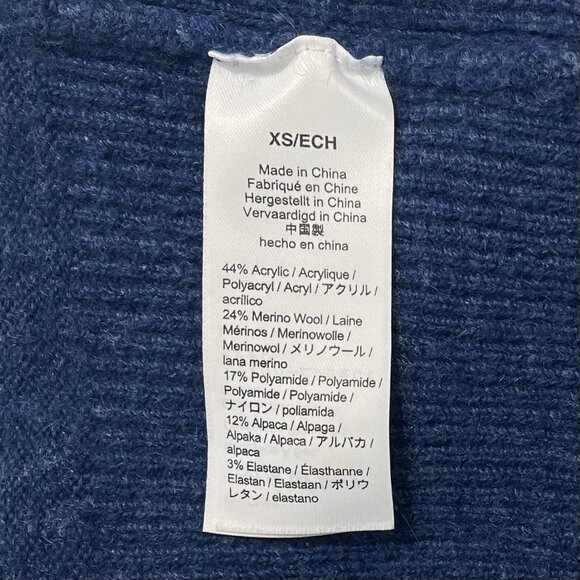 XS/ECH
Made in China
Fabriqué en Chine
Hergestellt in China
Vervaardigd in China
中国製
hecho en china
44% Acrylic / Acrylique /
Polyacryl / Acryl / アクリル /
acrílico
24% Merino Wool / Laine
Mérinos / Merinowolle /
Merinowol / メリノウール /
lana merino
17% Polyamide / Polyamide /
Polyamide / Polyamide /
ナイロン / poliamida
12% Alpaca / Alpaga /
Alpaka / Alpaca / アルパカ /
alpaca
3% Elastane / Élasthanne /
Elastan / Elastaan / ポリウ
レタン / elastano